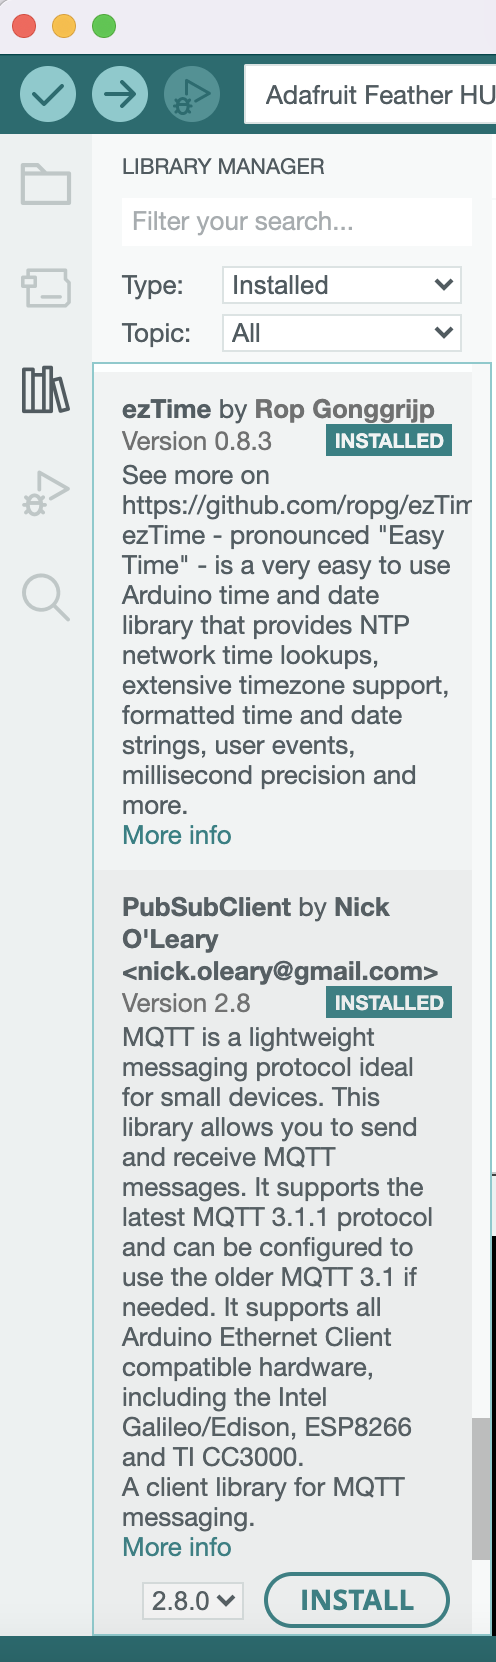 Adafruit Feather HU
LIBRARY MANAGER
Filter your search...
Type: Installed
Topic: All
ezTime by Rop Gonggrijp
Version 0.8.3 INSTALLED
See more on
https://github.com/ropg/ezTim
ezTime - pronounced "Easy
Time" - is a very easy to use
Arduino time and date
library that provides NTP
network time lookups,
extensive timezone support,
formatted time and date
strings, user events,
millisecond precision and
more.
More info
PubSubClient by Nick
O'Leary
<nick.oleary@gmail.com>
Version 2.8 INSTALLED
MQTT is a lightweight
messaging protocol ideal
for small devices. This
library allows you to send
and receive MQTT
messages. It supports the
latest MQTT 3.1.1 protocol
and can be configured to
use the older MQTT 3.1 if
needed. It supports all
Arduino Ethernet Client
compatible hardware,
including the Intel
Galileo/Edison, ESP8266
and TI CC3000.
A client library for MQTT
messaging.
More info
2.8.0 INSTALL